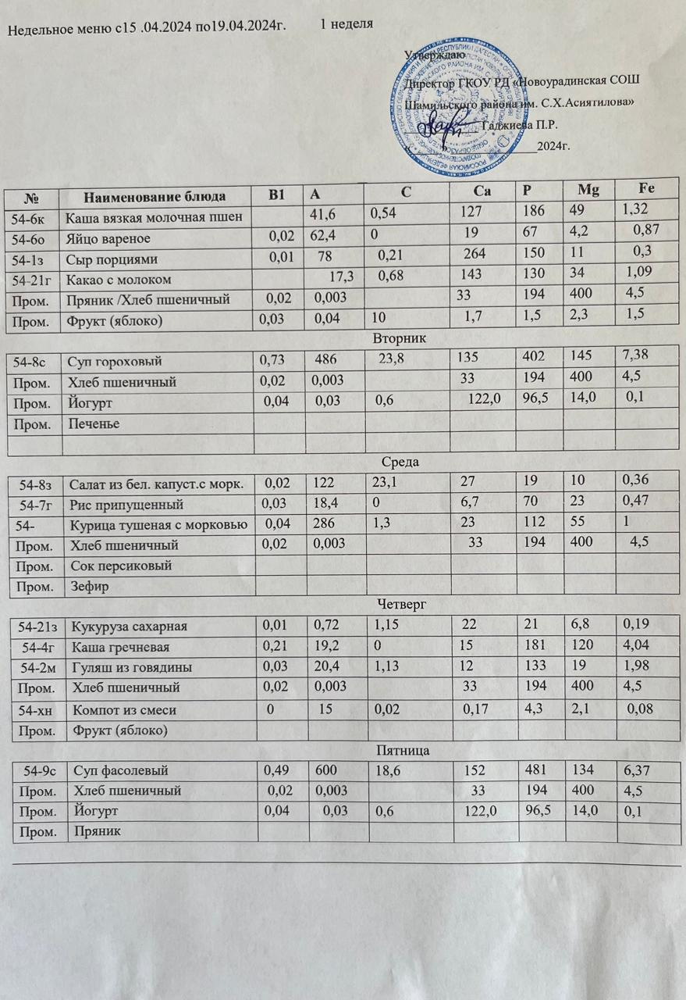 Недельное меню с15 .04.2024 по19.04.2024г. 1 неделя
Утверждаю
Директор ГКОУ РД «Новоурадинская СОШ
Шамильского района им. С.Х.Асиятилова»
____________ Гаджиева П.Р.
«____»______________2024г.
№ Наименование блюда В1 А С Са Р Mg Fe
54-6к Каша вязкая молочная пшен 41,6 0,54 127 186 49 1,32
54-6о Яйцо вареное 0,02 62,4 0 19 67 4,2 0,87
54-1з Сыр порциями 0,01 78 0,21 264 150 11 0,3
54-21г Какао с молоком 17,3 0,68 143 130 34 1,09
Пром. Пряник /Хлеб пшеничный 0,02 0,003 33 194 400 4,5
Пром. Фрукт (яблоко) 0,03 0,04 10 1,7 1,5 2,3 1,5
Вторник
54-8с Суп гороховый 0,73 486 23,8 135 402 145 7,38
Пром. Хлеб пшеничный 0,02 0,003 33 194 400 4,5
Пром. Йогурт 0,04 0,03 0,6 122,0 96,5 14,0 0,1
Пром. Печенье
Среда
54-8з Салат из бел. капуст.с морк. 0,02 122 23,1 27 19 10 0,36
54-7г Рис припущенный 0,03 18,4 0 6,7 70 23 0,47
54- Курица тушеная с морковью 0,04 286 1,3 23 112 55 1
Пром. Хлеб пшеничный 0,02 0,003 33 194 400 4,5
Пром. Сок персиковый
Пром. Зефир
Четверг
54-21з Кукуруза сахарная 0,01 0,72 1,15 22 21 6,8 0,19
54-4г Каша гречневая 0,21 19,2 0 15 181 120 4,04
54-2м Гуляш из говядины 0,03 20,4 1,13 12 133 19 1,98
Пром. Хлеб пшеничный 0,02 0,003 33 194 400 4,5
54-хн Компот из смеси 0 15 0,02 0,17 4,3 2,1 0,08
Пром. Фрукт (яблоко)
Пятница
54-9с Суп фасолевый 0,49 600 18,6 152 481 134 6,37
Пром. Хлеб пшеничный 0,02 0,003 33 194 400 4,5
Пром. Йогурт 0,04 0,03 0,6 122,0 96,5 14,0 0,1
Пром. Пряник